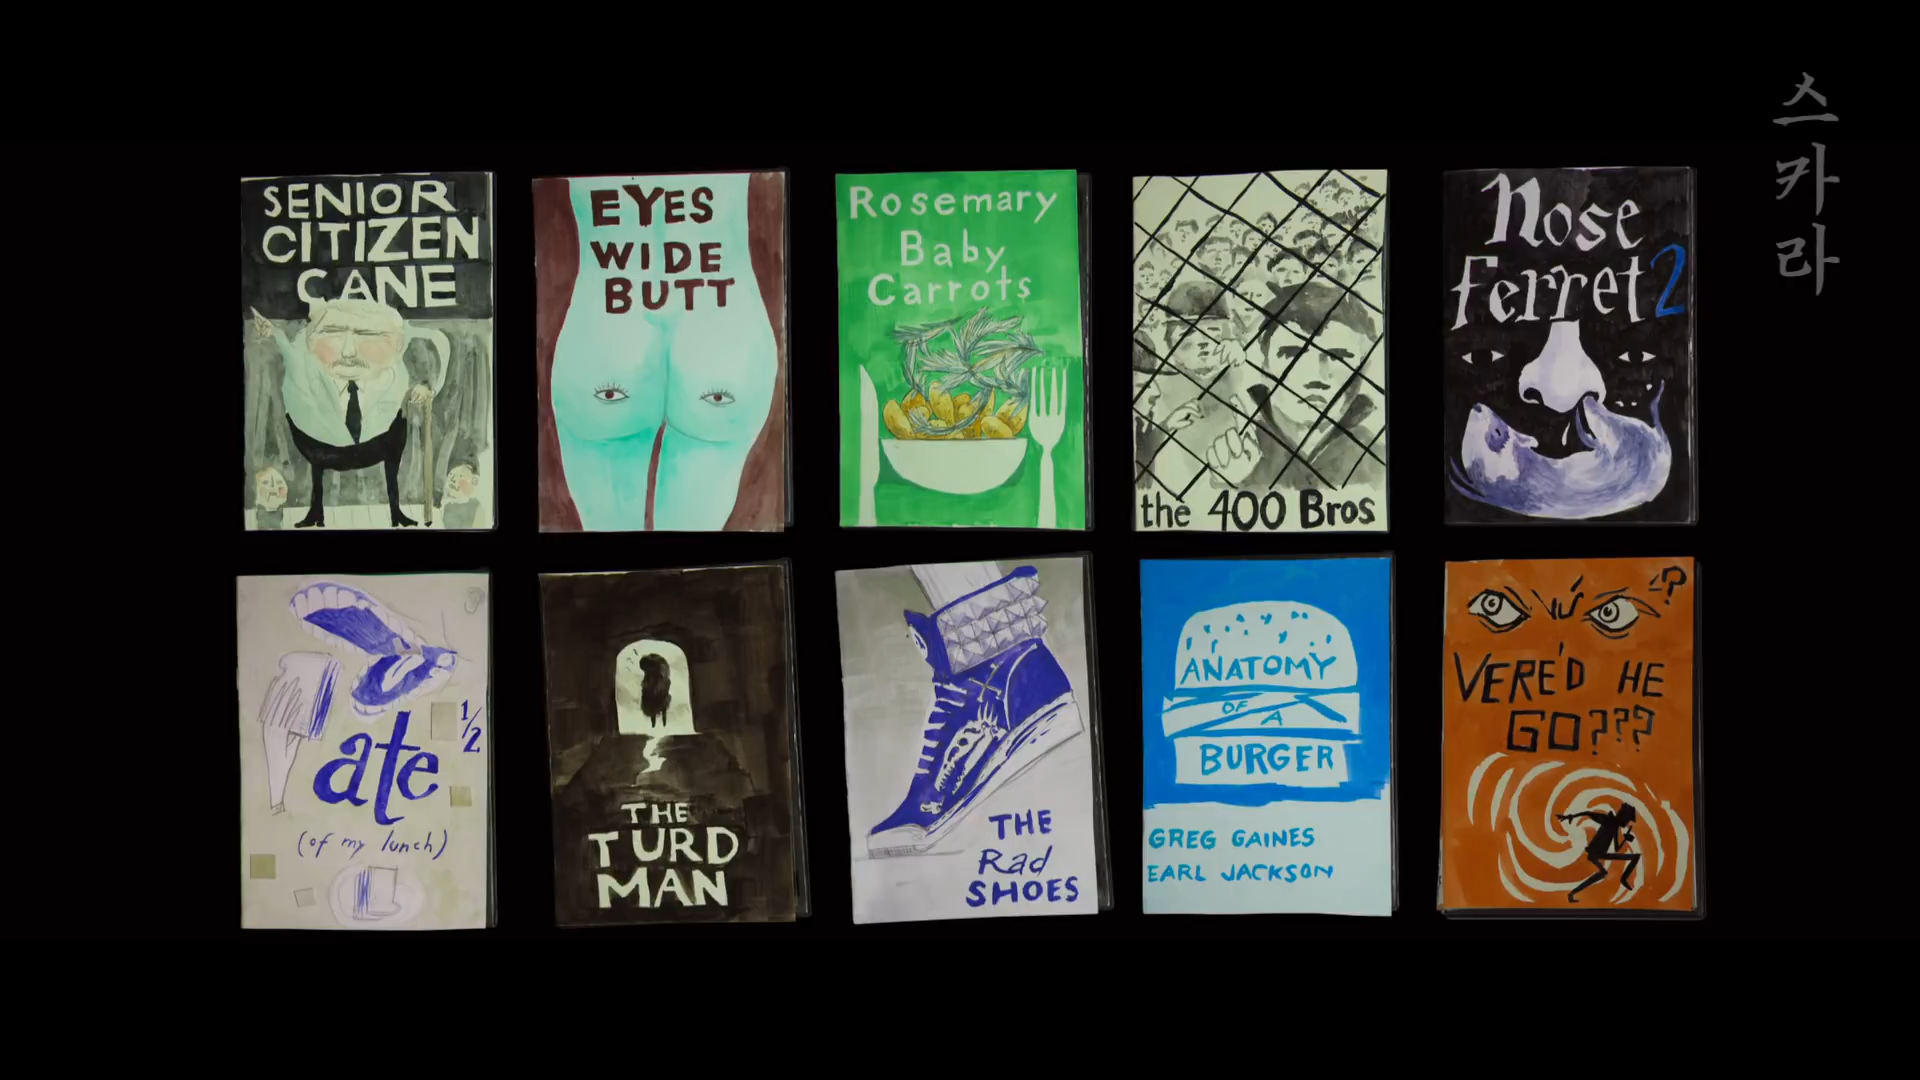 SENIOR
CITIZEN
CANE
EYES
WIDE
BUTT
Rosemary
Baby
Carrots
the 400 Bros
Nose
Ferret 2
ate 1/2
(of my lunch)
THE
TURD
MAN
THE
Rad
SHOES
ANATOMY
OF
A
BURGER
GREG GAINES
EARL JACKSON
VERE'D HE
GO???
스카라